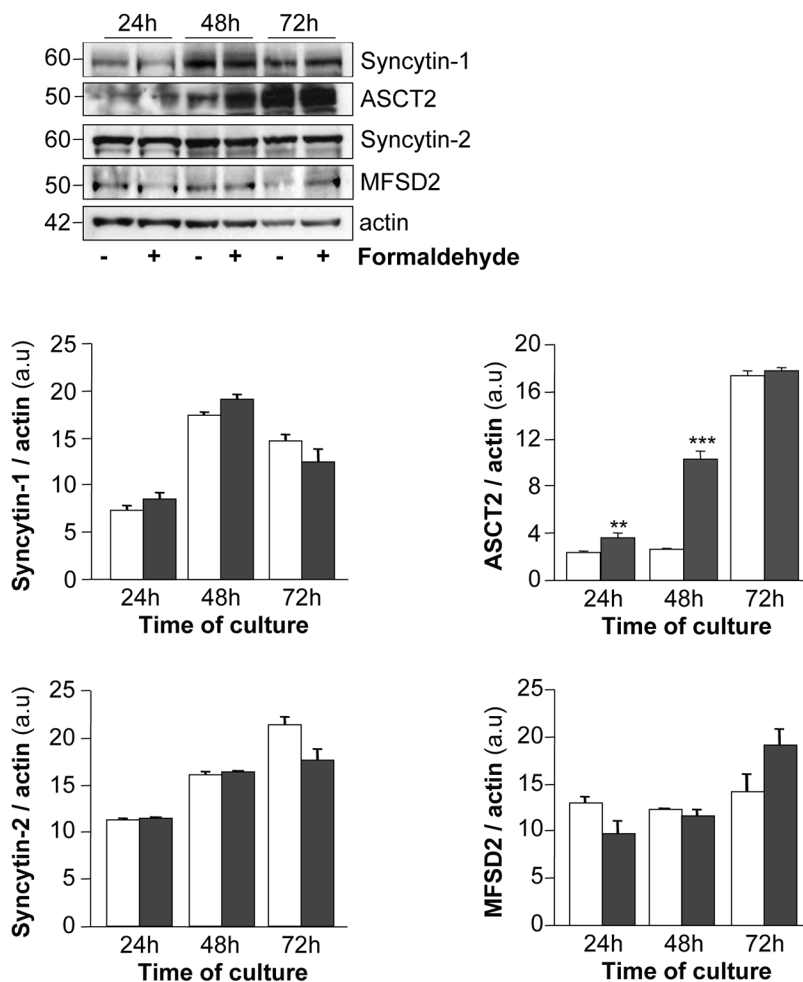 24h 48h 72h
60 Syncytin-1
50 ASCT2
60 Syncytin-2
50 MFSD2
42 actin
- + - + - + Formaldehyde
25
20
15
10
5
0
Syncytin-1 / actin (a.u)
24h 48h 72h
Time of culture
20
16
12
8
4
0
ASCT2 / actin (a.u)
** ***
24h 48h 72h
Time of culture
25
20
15
10
5
0
Syncytin-2 / actin (a.u)
24h 48h 72h
Time of culture
25
20
15
10
5
0
MFSD2 / actin (a.u)
24h 48h 72h
Time of culture